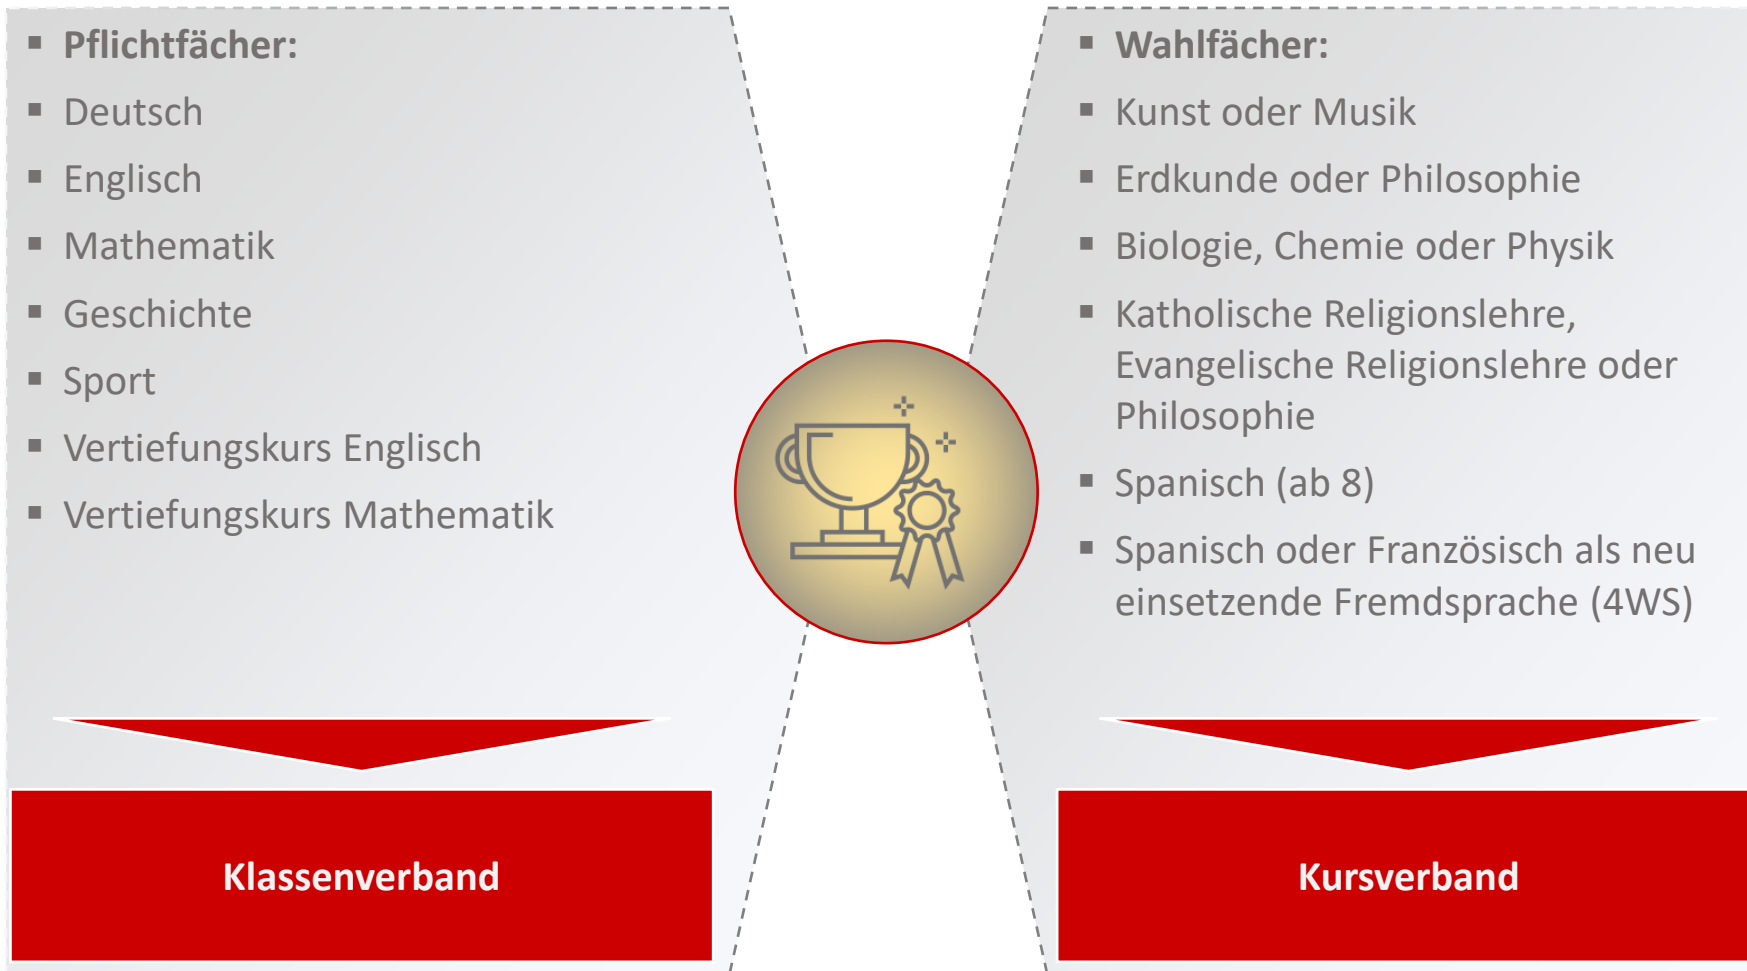 Pflichtfächer:
Deutsch
Englisch
Mathematik
Geschichte
Sport
Vertiefungskurs Englisch
Vertiefungskurs Mathematik
Klassenverband
Wahlfächer:
Kunst oder Musik
Erdkunde oder Philosophie
Biologie, Chemie oder Physik
Katholische Religionslehre,
Evangelische Religionslehre oder
Philosophie
Spanisch (ab 8)
Spanisch oder Französisch als neu
einsetzende Fremdsprache (4WS)
Kursverband